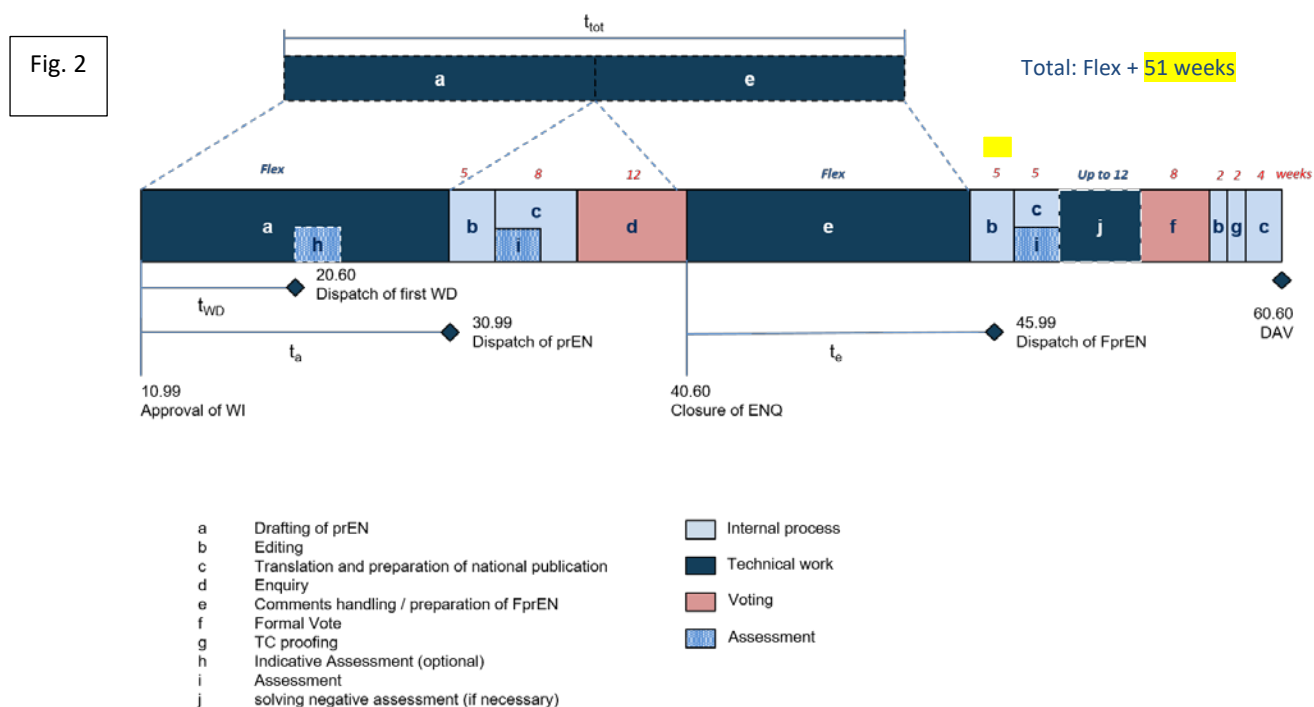 Fig. 2
t_tot
Total: Flex + 51 weeks
a e
Flex 5 8 12 Flex 5 5 Up to 12 8 2 2 4 weeks
a h b c i d e b c i j f b g c
20.60
Dispatch of first WD
t_WD
30.99
Dispatch of prEN
t_a
45.99
Dispatch of FprEN
t_e
60.60
DAV
10.99
Approval of WI
40.60
Closure of ENQ
a Drafting of prEN
b Editing
c Translation and preparation of national publication
d Enquiry
e Comments handling / preparation of FprEN
f Formal Vote
g TC proofing
h Indicative Assessment (optional)
i Assessment
j solving negative assessment (if necessary)
Internal process
Technical work
Voting
Assessment